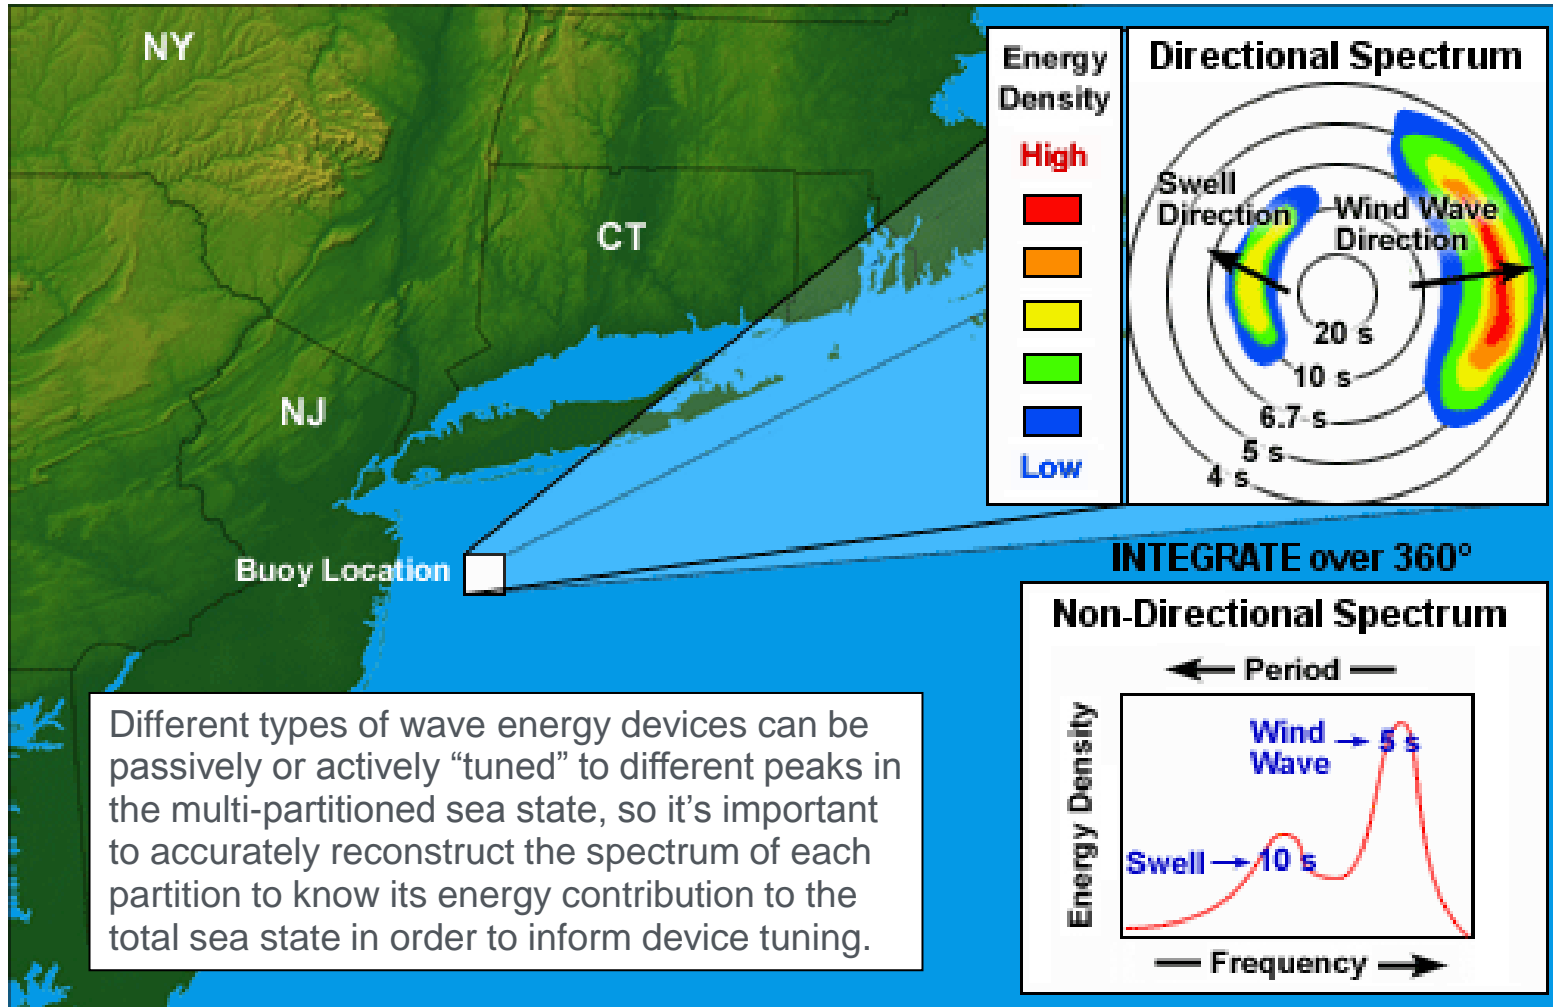 NY
CT
NJ
Buoy Location
Energy
Density
High
Low
Directional Spectrum
Swell
Direction
Wind Wave
Direction
20 s
10 s
6.7 s
5 s
4 s
INTEGRATE over 360°
Non-Directional Spectrum
Period
Energy Density
Wind
Wave
5 s
Swell
10 s
Frequency
Different types of wave energy devices can be
passively or actively “tuned” to different peaks in
the multi-partitioned sea state, so it’s important
to accurately reconstruct the spectrum of each
partition to know its energy contribution to the
total sea state in order to inform device tuning.